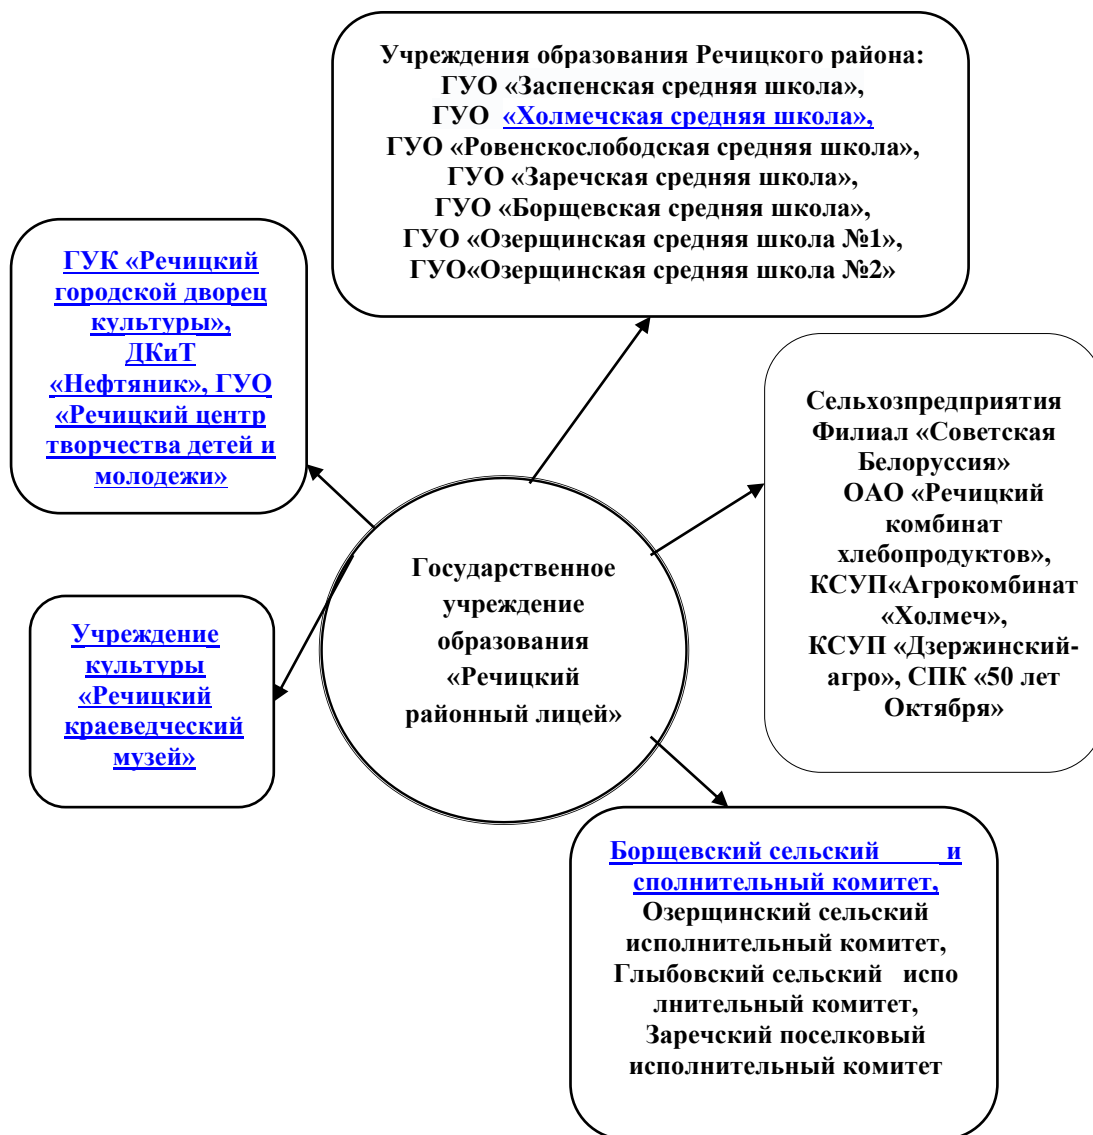 Учреждения образования Речицкого района:
ГУО «Заспенская средняя школа»,
ГУО «Холмечская средняя школа»,
ГУО «Ровенскослободская средняя школа»,
ГУО «Заречская средняя школа»,
ГУО «Борщевская средняя школа»,
ГУО «Озерщинская средняя школа №1»,
ГУО«Озерщинская средняя школа №2»
ГУК «Речицкий
городской дворец
культуры»,
ДКиТ
«Нефтяник», ГУО
«Речицкий центр
творчества детей и
молодежи»
Сельхозпредприятия
Филиал «Советская
Белоруссия»
ОАО «Речицкий
комбинат
хлебопродуктов»,
КСУП«Агрокомбинат
«Холмеч»,
КСУП «Дзержинский-
агро», СПК «50 лет
Октября»
Государственное
учреждение
образования
«Речицкий
районный лицей»
Учреждение
культуры
«Речицкий
краеведческий
музей»
Борщевский сельский и
сполнительный комитет,
Озерщинский сельский
исполнительный комитет,
Глыбовский сельский испо
лнительный комитет,
Заречский поселковый
исполнительный комитет